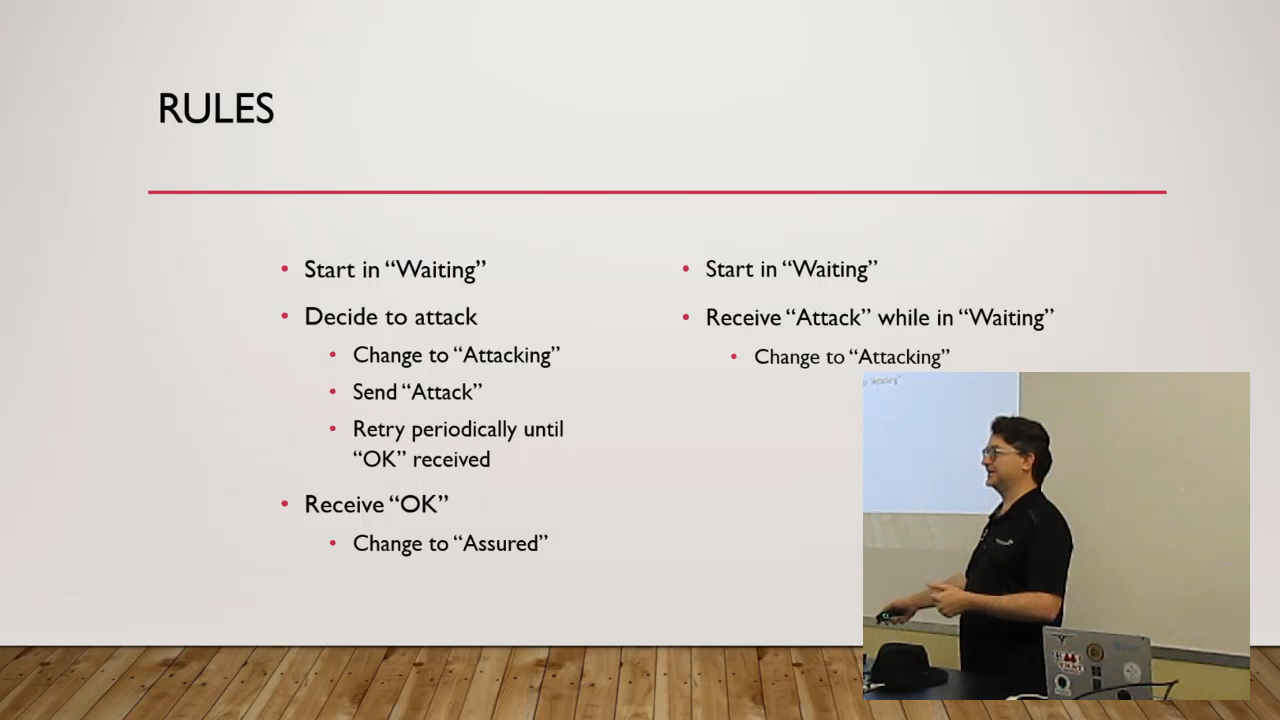 RULES
• Start in “Waiting”
• Decide to attack
• Change to “Attacking”
• Send “Attack”
• Retry periodically until
“OK” received
• Receive “OK”
• Change to “Assured”
• Start in “Waiting”
• Receive “Attack” while in “Waiting”
• Change to “Attacking”